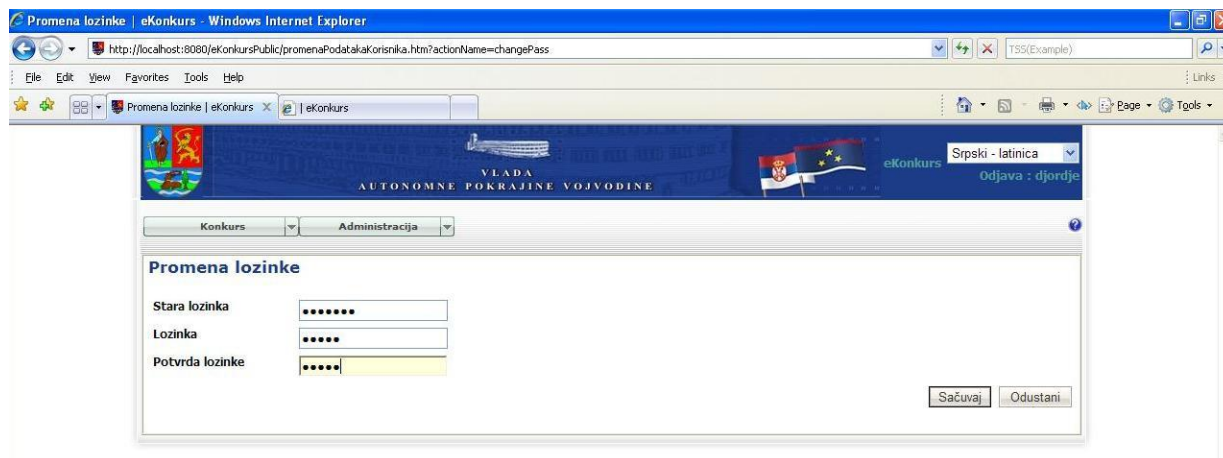 Promena lozinke | eKonkurs - Windows Internet Explorer
http://localhost:8080/eKonkursPublic/promenaPodatakaKorisnika.htm?actionName=changePass
TSS(Example)
File Edit View Favorites Tools Help
Links
Promena lozinke | eKonkurs
| eKonkurs
Page
Tools
VLADA
AUTONOMNE POKRAJINE VOJVODINE
eKonkurs
Srpski - latinica
Odjava : djordje
Konkurs
Administracija
Promena lozinke
Stara lozinka
•••••••
Lozinka
•••••
Potvrda lozinke
•••••
Sačuvaj
Odustani